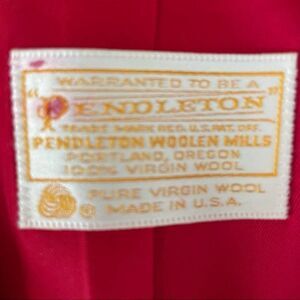 WARRANTED TO BE A
"PENDLETON"
TRADE MARK REG. U.S. PAT. OFF.
PENDLETON WOOLEN MILLS
PORTLAND, OREGON
100% VIRGIN WOOL
PURE VIRGIN WOOL
® MADE IN U.S.A.